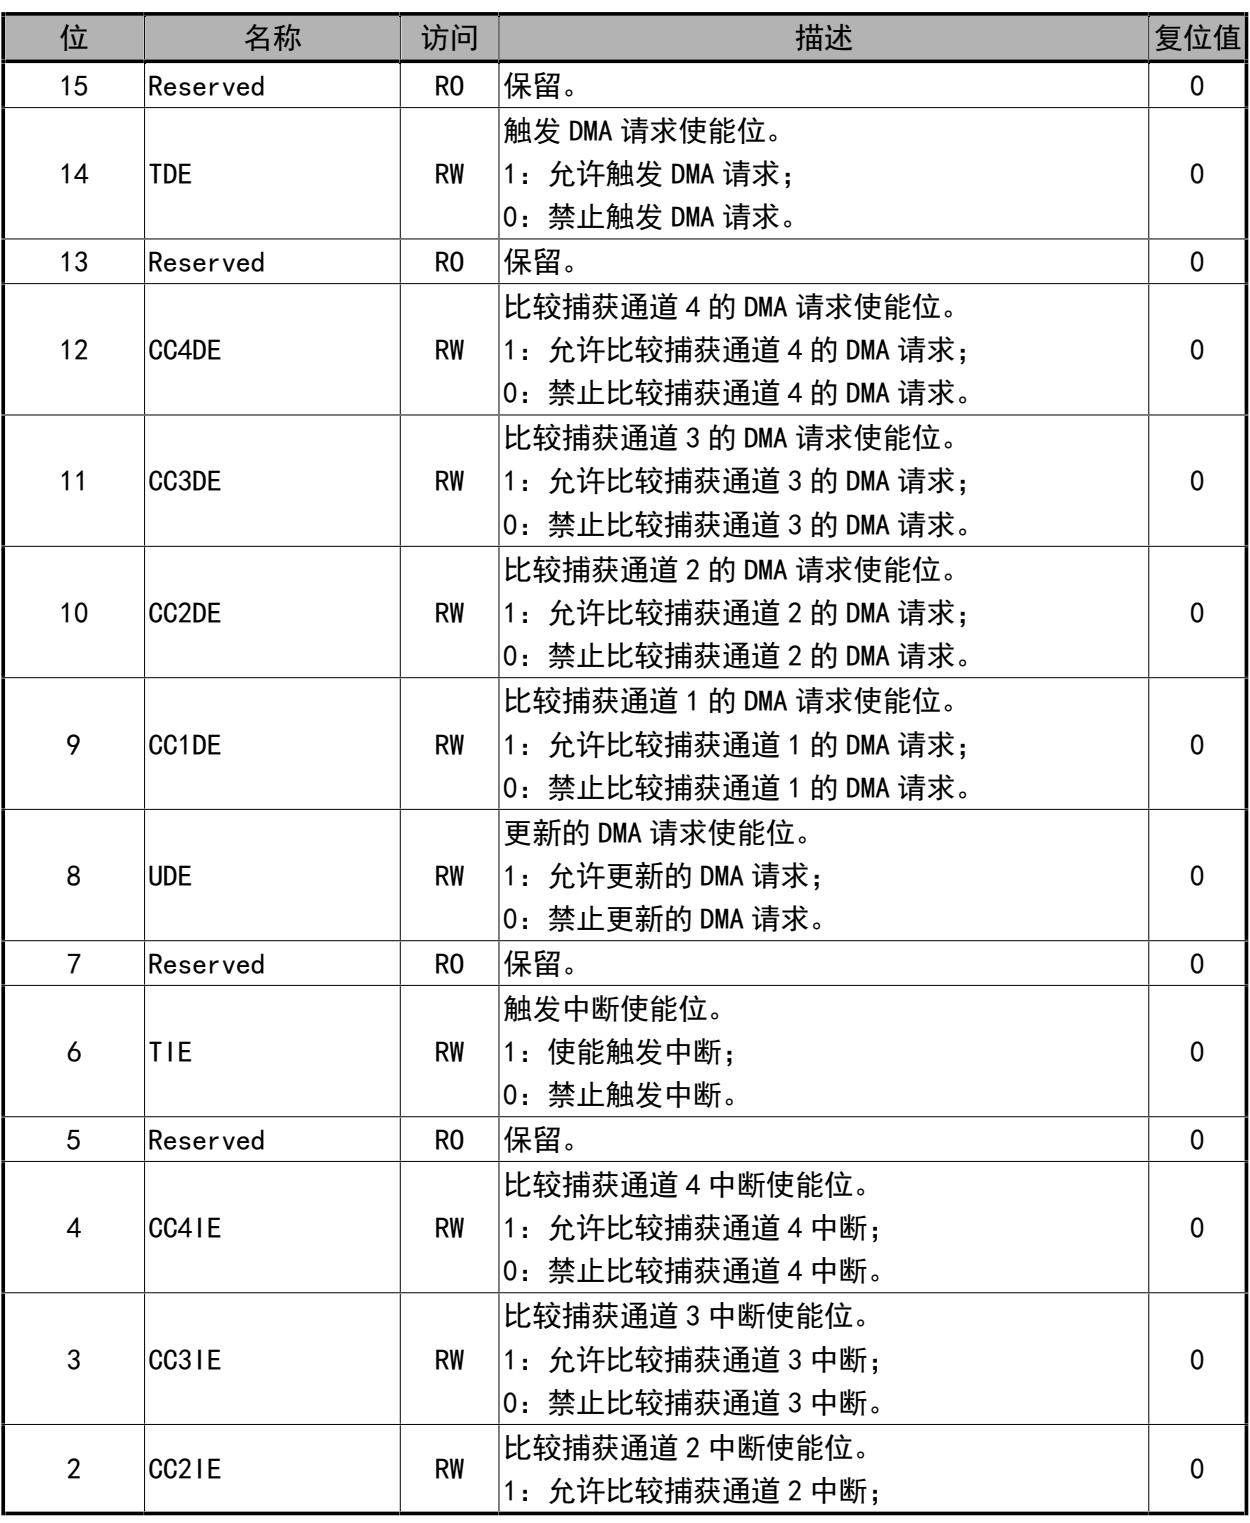 位 名称 访问 描述 复位值
15 Reserved RO 保留。 0
触发 DMA 请求使能位。
14 TDE RW 1：允许触发 DMA 请求； 0
0：禁止触发 DMA 请求。
13 Reserved RO 保留。 0
比较捕获通道 4 的 DMA 请求使能位。
12 CC4DE RW 1：允许比较捕获通道 4 的 DMA 请求； 0
0：禁止比较捕获通道 4 的 DMA 请求。
比较捕获通道 3 的 DMA 请求使能位。
11 CC3DE RW 1：允许比较捕获通道 3 的 DMA 请求； 0
0：禁止比较捕获通道 3 的 DMA 请求。
比较捕获通道 2 的 DMA 请求使能位。
10 CC2DE RW 1：允许比较捕获通道 2 的 DMA 请求； 0
0：禁止比较捕获通道 2 的 DMA 请求。
比较捕获通道 1 的 DMA 请求使能位。
9 CC1DE RW 1：允许比较捕获通道 1 的 DMA 请求； 0
0：禁止比较捕获通道 1 的 DMA 请求。
更新的 DMA 请求使能位。
8 UDE RW 1：允许更新的 DMA 请求； 0
0：禁止更新的 DMA 请求。
7 Reserved RO 保留。 0
触发中断使能位。
6 TIE RW 1：使能触发中断； 0
0：禁止触发中断。
5 Reserved RO 保留。 0
比较捕获通道 4 中断使能位。
4 CC4IE RW 1：允许比较捕获通道 4 中断； 0
0：禁止比较捕获通道 4 中断。
比较捕获通道 3 中断使能位。
3 CC3IE RW 1：允许比较捕获通道 3 中断； 0
0：禁止比较捕获通道 3 中断。
比较捕获通道 2 中断使能位。
2 CC2IE RW 1：允许比较捕获通道 2 中断； 0